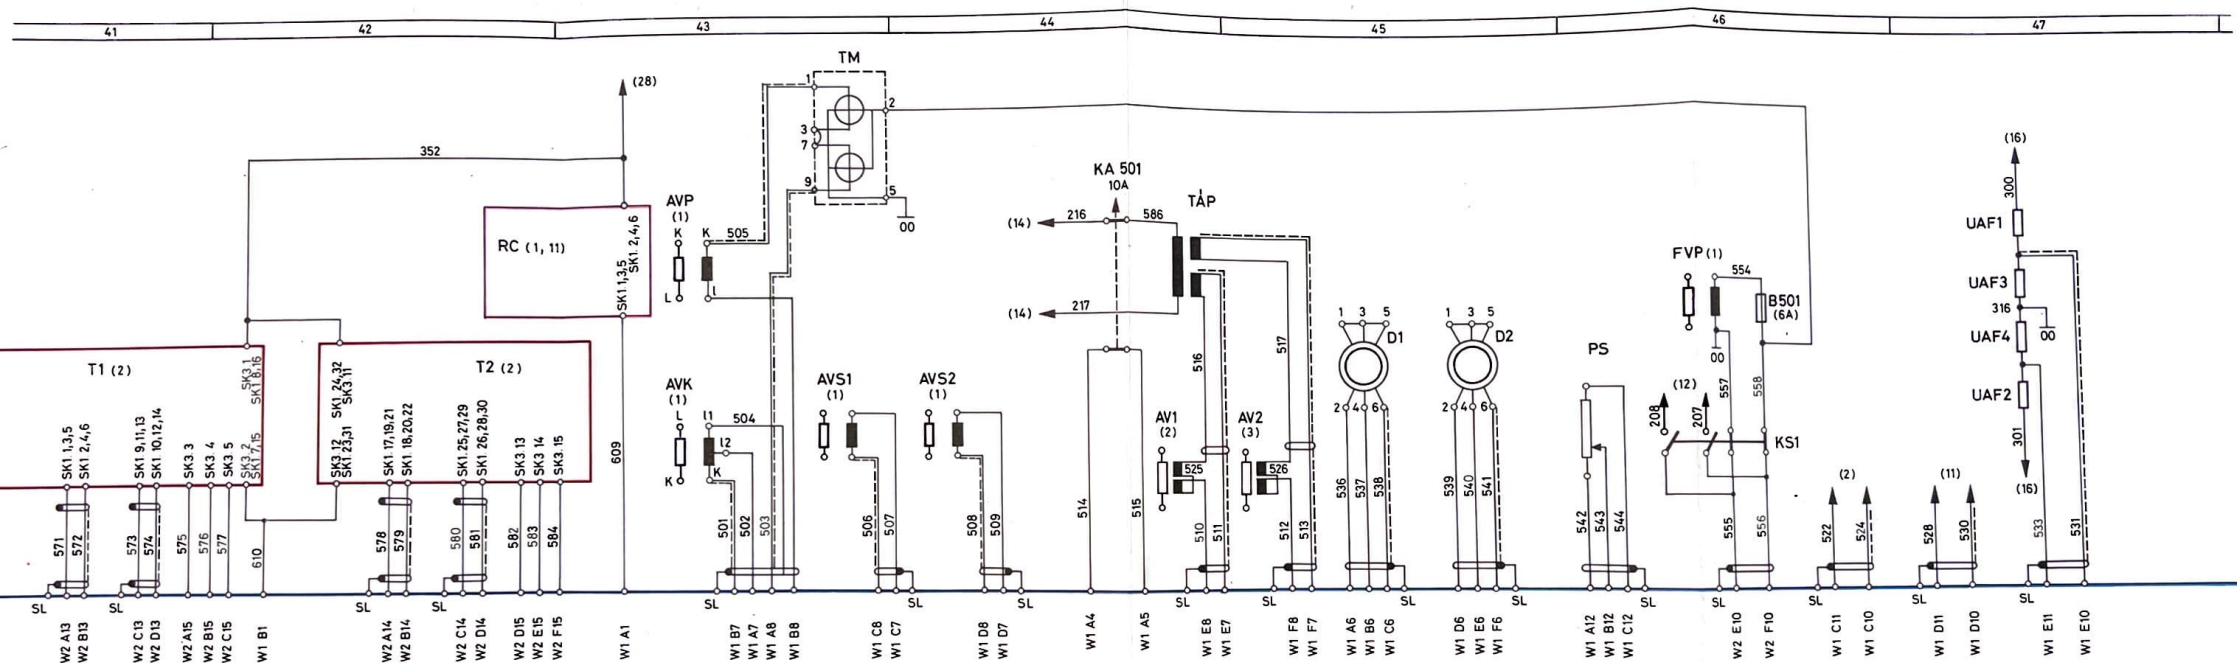 41 42 43 44 45 46 47
(28)
352
RC (1, 11)
SK1 1,3,5
SK1. 2,4,6
T1 (2)
SK3. 1
SK1 8,16
SK1 1,3,5
SK1 2,4,6
SK1 9,11,13
SK1 10,12,14
SK3 3
SK3. 4
SK3 5
SK3. 2
SK1 7,15
T2 (2)
SK1 24,32
SK3 11
SK3 12
SK1 23,31
SK1. 17,19,21
SK1. 18,20,22
SK1. 25,27,29
SK1 26,28,30
SK3 13
SK3 14
SK3. 15
571 572 573 574 575 576 577 610
578 579 580 581 582 583 584 609
TM
1
2
3
7
9
5
00
AVP
(1)
K K 505
L l
AVK
(1)
L l1 504
l2
K K
501 502 503
AVS1
(1)
506 507
AVS2
(1)
508 509
KA 501
10A
(14) 216 586
(14) 217
TÅP
514 515
516 517
AV1
(2)
525
510 511
AV2
(3)
526
512 513
1 3 5
D1
2 4 6
536 537 538
1 3 5
D2
2 4 6
539 540 541
PS
542 543 544
FVP (1)
554
B501
(6A)
00
557 558
(12)
208 207
KS1
555 556
(2)
522 524
(11)
528 530
(16)
300
UAF1
UAF3
316
00
UAF4
UAF2
301
(16)
533 531
SL SL SL SL SL SL SL SL SL SL SL SL SL SL SL SL
W2 A13
W2 B13
W2 C13
W2 D13
W2 A15
W2 B15
W2 C15
W1 B1
W2 A14
W2 B14
W2 C14
W2 D14
W2 D15
W2 E15
W2 F15
W1 A1
W1 B7
W1 A7
W1 A8
W1 B8
W1 C8
W1 C7
W1 D8
W1 D7
W1 A4
W1 A5
W1 E8
W1 E7
W1 F8
W1 F7
W1 A6
W1 B6
W1 C6
W1 D6
W1 E6
W1 F6
W1 A12
W1 B12
W1 C12
W2 E10
W2 F10
W1 C11
W1 C10
W1 D11
W1 D10
W1 E11
W1 E10